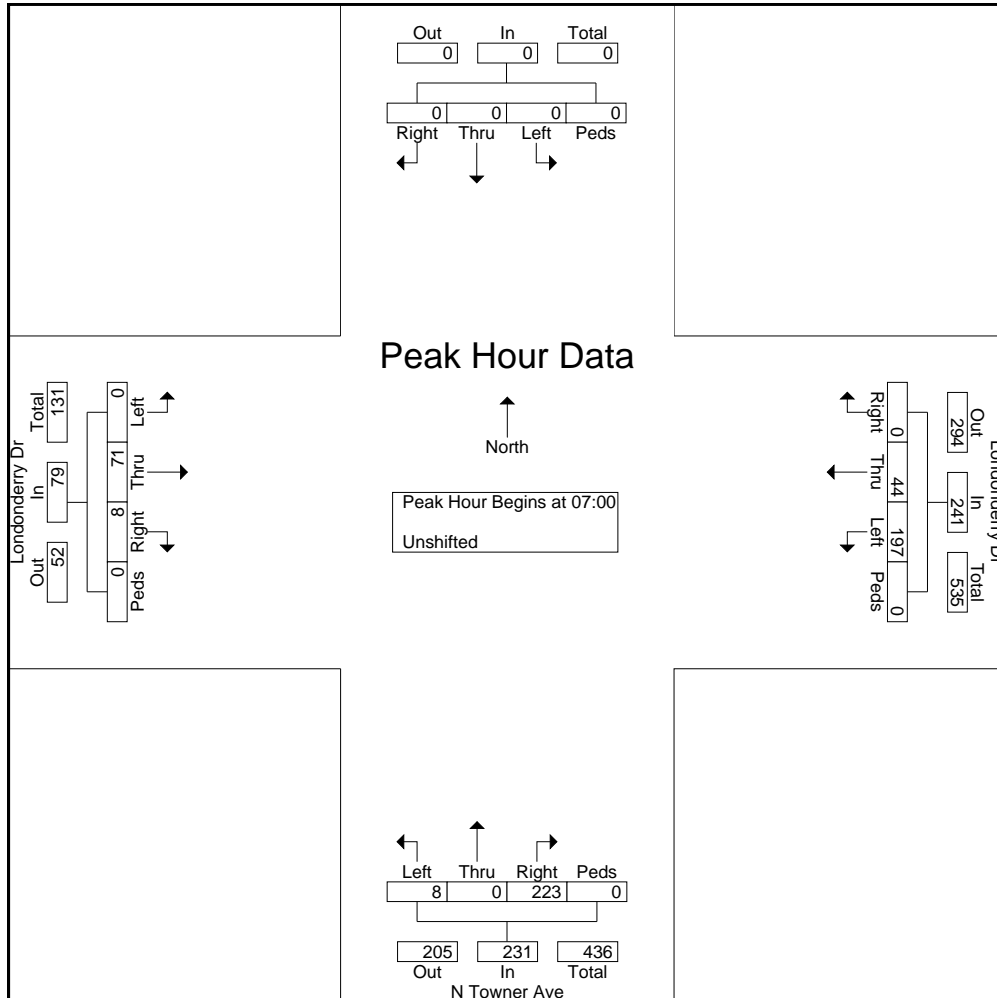 Out In Total
0 0 0
0 0 0 0
Right Thru Left Peds
Peak Hour Data
North
Peak Hour Begins at 07:00
Unshifted
Londonderry Dr
Total In Out
131 79 52
0 71 8 0
Left Thru Right Peds
Right Thru Left Peds
0 44 197 0
294 241 535
Out In Total
Londonderry Dr
Left Thru Right Peds
8 0 223 0
205 231 436
Out In Total
N Towner Ave